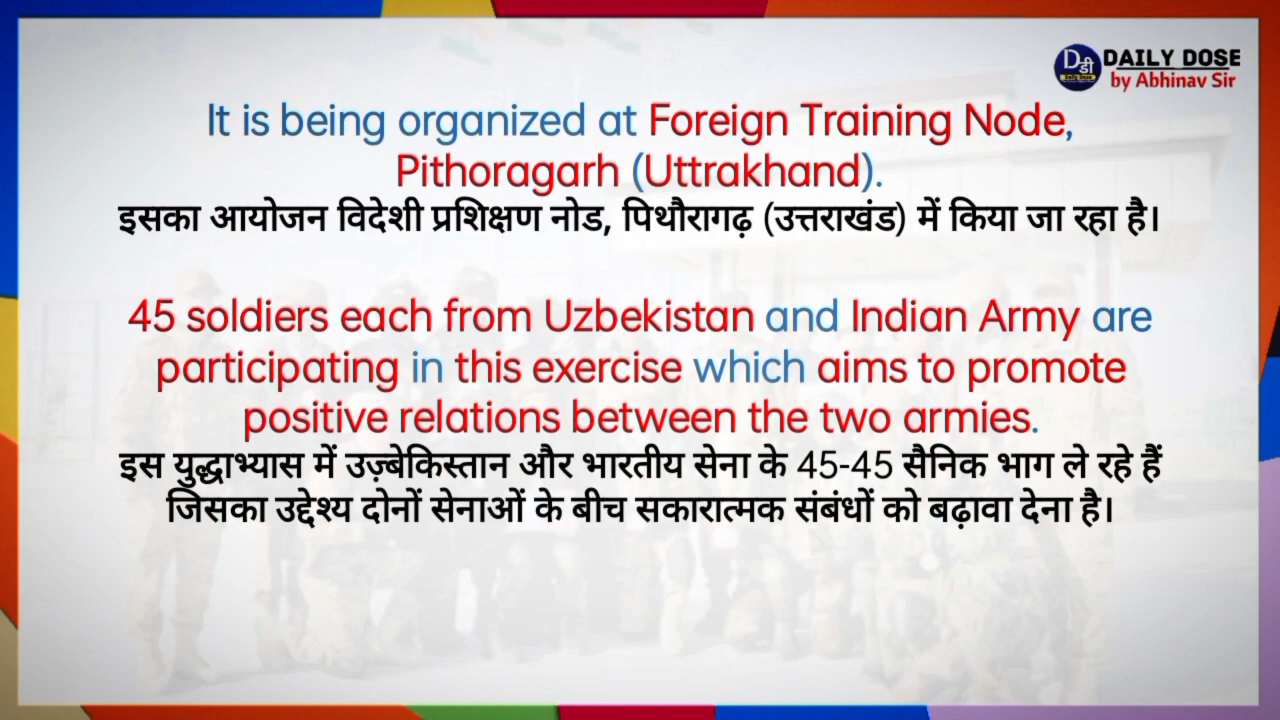 DAILY DOSE
by Abhinav Sir
Dडी
Daily Dose
It is being organized at Foreign Training Node,
Pithoragarh (Uttrakhand).
इसका आयोजन विदेशी प्रशिक्षण नोड, पिथौरागढ़ (उत्तराखंड) में किया जा रहा है।
45 soldiers each from Uzbekistan and Indian Army are
participating in this exercise which aims to promote
positive relations between the two armies.
इस युद्धाभ्यास में उज़्बेकिस्तान और भारतीय सेना के 45-45 सैनिक भाग ले रहे हैं
जिसका उद्देश्य दोनों सेनाओं के बीच सकारात्मक संबंधों को बढ़ावा देना है।